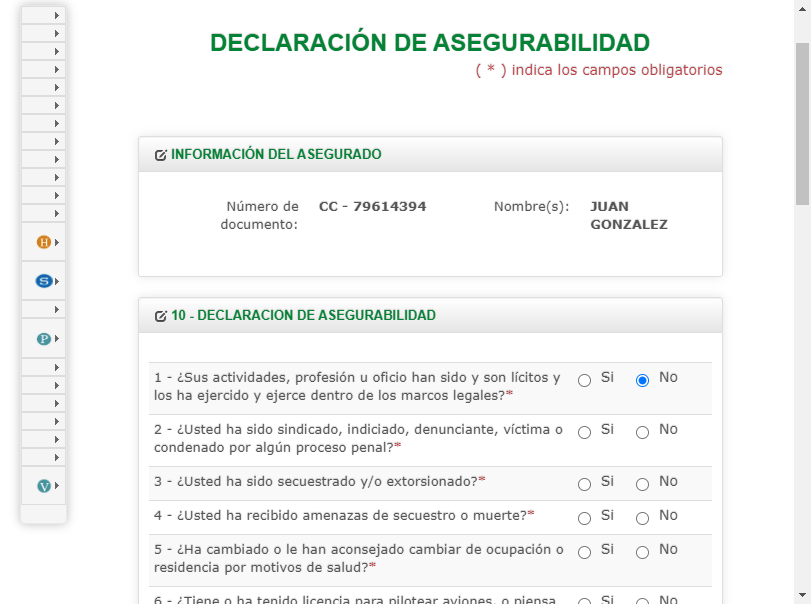 DECLARACIÓN DE ASEGURABILIDAD
( * ) indica los campos obligatorios
INFORMACIÓN DEL ASEGURADO
Número de documento: CC - 79614394 Nombre(s): JUAN GONZALEZ
10 - DECLARACION DE ASEGURABILIDAD
1 - ¿Sus actividades, profesión u oficio han sido y son lícitos y Si No
los ha ejercido y ejerce dentro de los marcos legales?*
2 - ¿Usted ha sido sindicado, indiciado, denunciante, víctima o Si No
condenado por algún proceso penal?*
3 - ¿Usted ha sido secuestrado y/o extorsionado?* Si No
4 - ¿Usted ha recibido amenazas de secuestro o muerte?* Si No
5 - ¿Ha cambiado o le han aconsejado cambiar de ocupación o Si No
residencia por motivos de salud?*
6 - ¿Tiene o ha tenido licencia para pilotear aviones, o piensa Si No
H
S
P
V